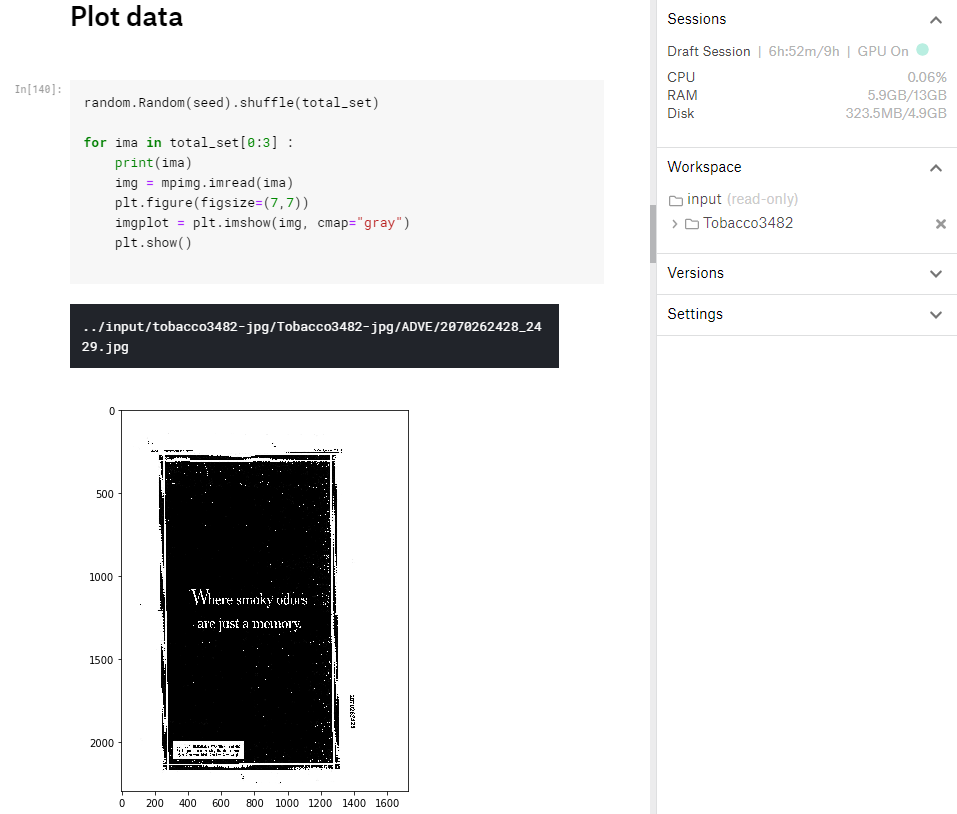 Plot data
In[140]:
random.Random(seed).shuffle(total_set)
for ima in total_set[0:3] :
print(ima)
img = mpimg.imread(ima)
plt.figure(figsize=(7,7))
imgplot = plt.imshow(img, cmap="gray")
plt.show()
../input/tobacco3482-jpg/Tobacco3482-jpg/ADVE/2070262428_24
29.jpg
0
500
1000
1500
2000
Where smoky odors
are just a memory.
0 200 400 600 800 1000 1200 1400 1600
Sessions
Draft Session | 6h:52m/9h | GPU On
CPU 0.06%
RAM 5.9GB/13GB
Disk 323.5MB/4.9GB
Workspace
input (read-only)
Tobacco3482
Versions
Settings